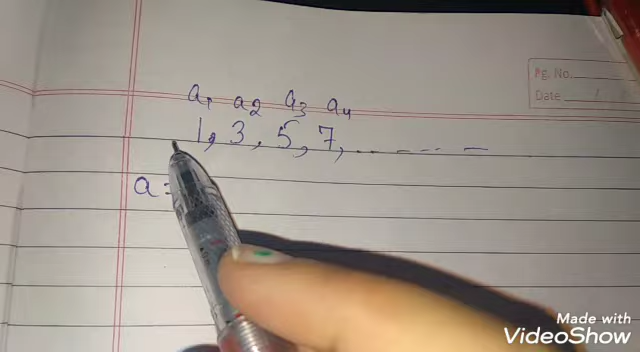 Pg. No.
Date / 
a1 a2 a3 a4
1, 3, 5, 7, ..------
a =
Made with
VideoShow